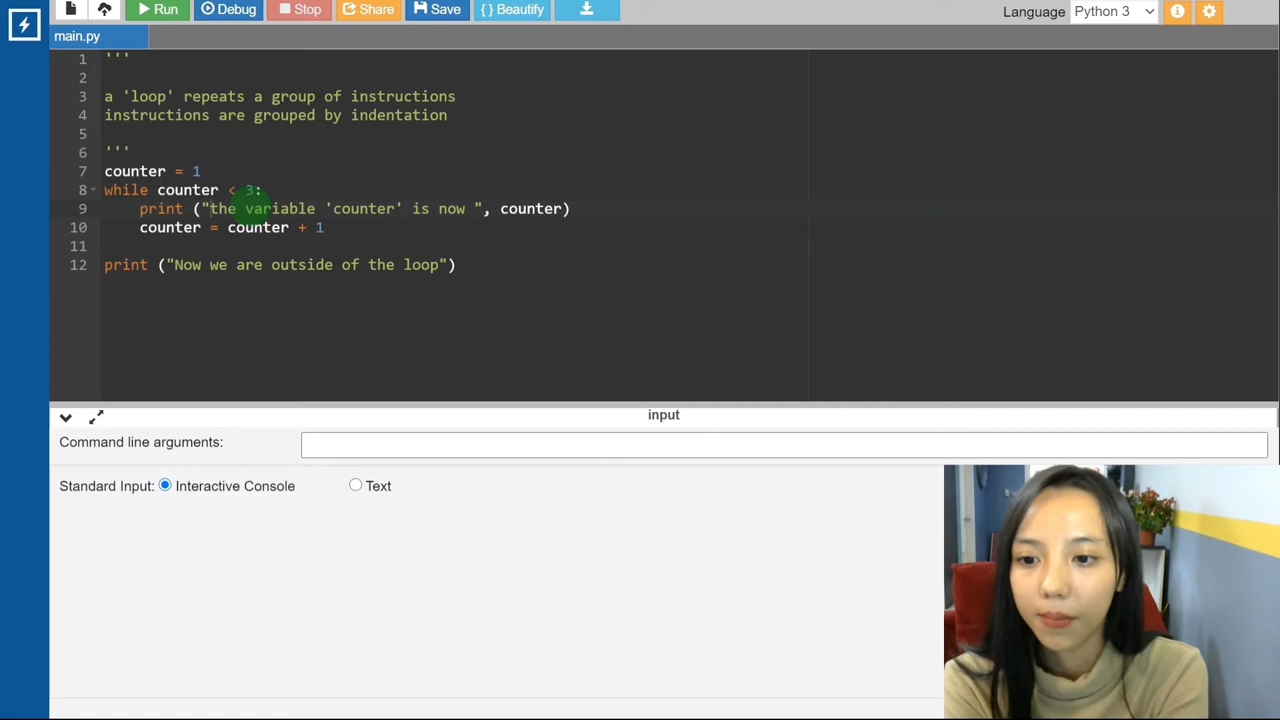 Run Debug Stop Share Save { } Beautify Language Python 3
main.py
1 '''
2
3 a 'loop' repeats a group of instructions
4 instructions are grouped by indentation
5
6 '''
7 counter = 1
8 while counter < 3:
9 print ("the variable 'counter' is now ", counter)
10 counter = counter + 1
11
12 print ("Now we are outside of the loop")
input
Command line arguments:
Standard Input: Interactive Console Text